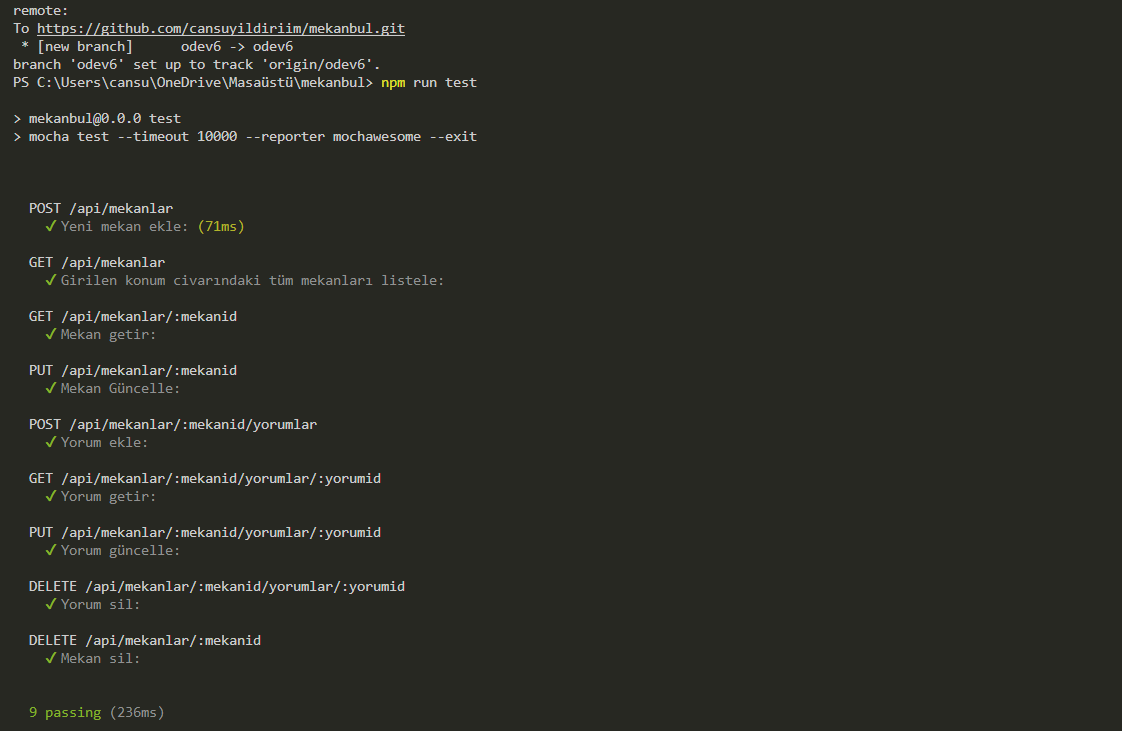 remote:
To https://github.com/cansuyildiriim/mekanbul.git
 * [new branch]      odev6 -> odev6
branch 'odev6' set up to track 'origin/odev6'.
PS C:\Users\cansu\OneDrive\Masaüstü\mekanbul> npm run test
> mekanbul@0.0.0 test
> mocha test --timeout 10000 --reporter mochawesome --exit
POST /api/mekanlar
✓ Yeni mekan ekle: (71ms)
GET /api/mekanlar
✓ Girilen konum civarındaki tüm mekanları listele:
GET /api/mekanlar/:mekanid
✓ Mekan getir:
PUT /api/mekanlar/:mekanid
✓ Mekan Güncelle:
POST /api/mekanlar/:mekanid/yorumlar
✓ Yorum ekle:
GET /api/mekanlar/:mekanid/yorumlar/:yorumid
✓ Yorum getir:
PUT /api/mekanlar/:mekanid/yorumlar/:yorumid
✓ Yorum güncelle:
DELETE /api/mekanlar/:mekanid/yorumlar/:yorumid
✓ Yorum sil:
DELETE /api/mekanlar/:mekanid
✓ Mekan sil:
9 passing (236ms)